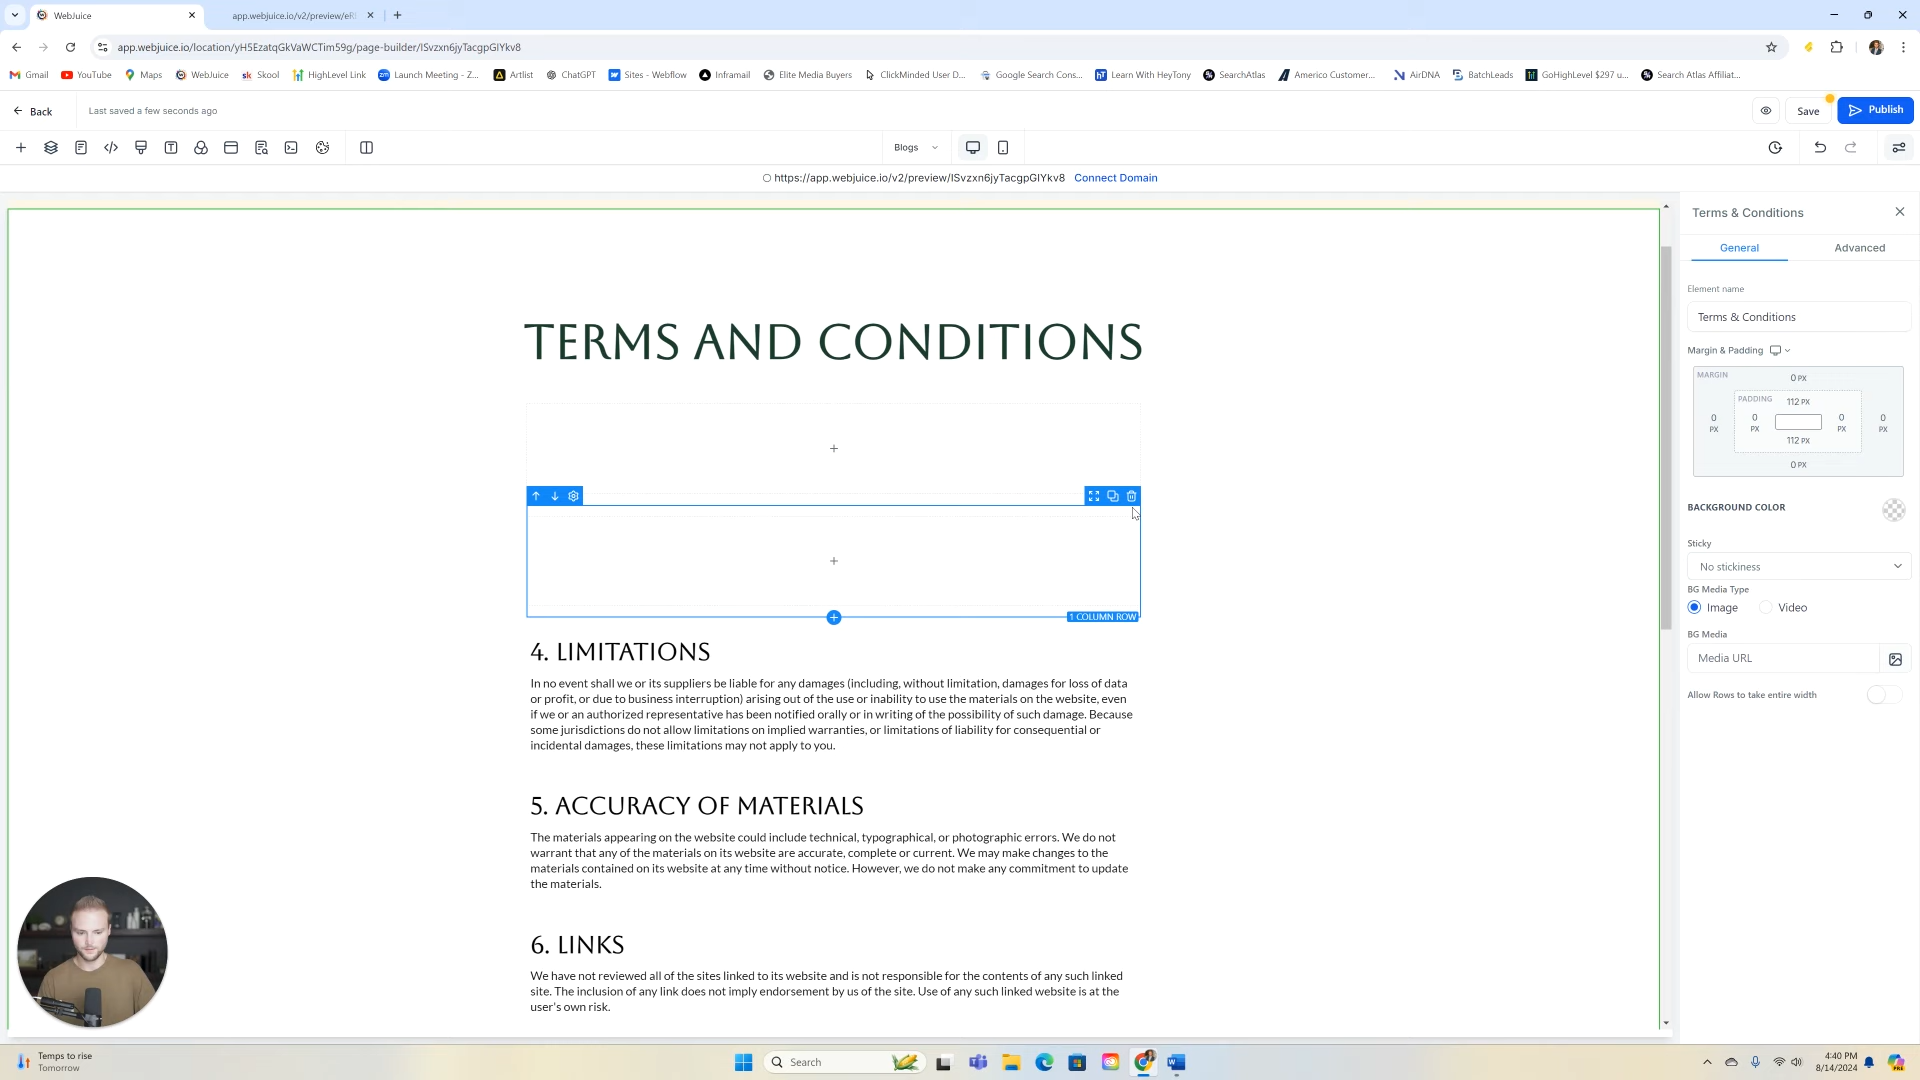 WebJuice
app.webjuice.io/v2/preview/eR
app.webjuice.io/location/yH5EzatqGkVaWCTim59g/page-builder/lSvzxn6jyTacgpGlYkv8
Gmail
YouTube
Maps
WebJuice
Skool
HighLevel Link
Launch Meeting - Z...
Artlist
ChatGPT
Sites - Webflow
Inframail
Elite Media Buyers
ClickMinded User D...
Google Search Cons...
Learn With HeyTony
SearchAtlas
Americo Customer...
AirDNA
BatchLeads
GoHighLevel $297 u...
Search Atlas Affiliat...
Back
Last saved a few seconds ago
Save
Publish
Blogs
https://app.webjuice.io/v2/preview/lSvzxn6jyTacgpGlYkv8 Connect Domain
TERMS AND CONDITIONS
1 COLUMN ROW
4. LIMITATIONS
In no event shall we or its suppliers be liable for any damages (including, without limitation, damages for loss of data
or profit, or due to business interruption) arising out of the use or inability to use the materials on the website, even
if we or an authorized representative has been notified orally or in writing of the possibility of such damage. Because
some jurisdictions do not allow limitations on implied warranties, or limitations of liability for consequential or
incidental damages, these limitations may not apply to you.
5. ACCURACY OF MATERIALS
The materials appearing on the website could include technical, typographical, or photographic errors. We do not
warrant that any of the materials on its website are accurate, complete or current. We may make changes to the
materials contained on its website at any time without notice. However, we do not make any commitment to update
the materials.
6. LINKS
We have not reviewed all of the sites linked to its website and is not responsible for the contents of any such linked
site. The inclusion of any link does not imply endorsement by us of the site. Use of any such linked website is at the
user's own risk.
Terms & Conditions
General
Advanced
Element name
Terms & Conditions
Margin & Padding
MARGIN
0 PX
PADDING
112 PX
0 PX
0 PX
0 PX
0 PX
112 PX
0 PX
BACKGROUND COLOR
Sticky
No stickiness
BG Media Type
Image
Video
BG Media
Media URL
Allow Rows to take entire width
Temps to rise
Tomorrow
Search
4:40 PM
8/14/2024